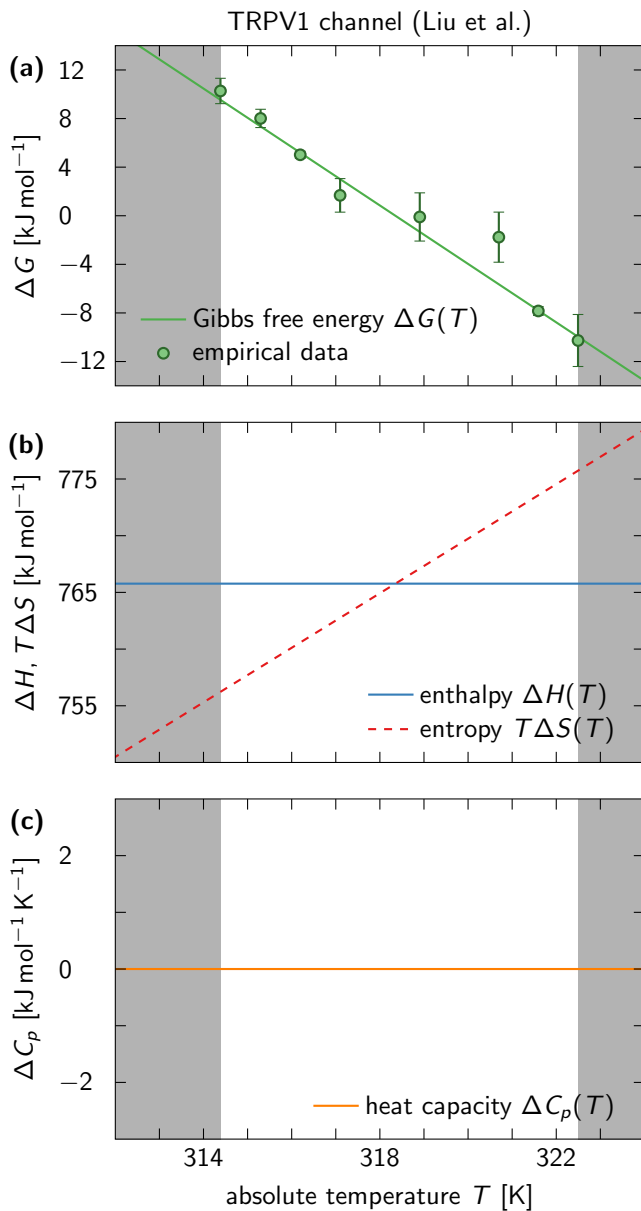 TRPV1 channel (Liu et al.)
(a)
12
8
4
0
−4
−8
−12
ΔG [kJ mol−1]
Gibbs free energy ΔG(T)
empirical data
(b)
775
765
755
ΔH, TΔS [kJ mol−1]
enthalpy ΔH(T)
entropy TΔS(T)
(c)
2
0
−2
ΔCp [kJ mol−1 K−1]
heat capacity ΔCp(T)
314 318 322
absolute temperature T [K]